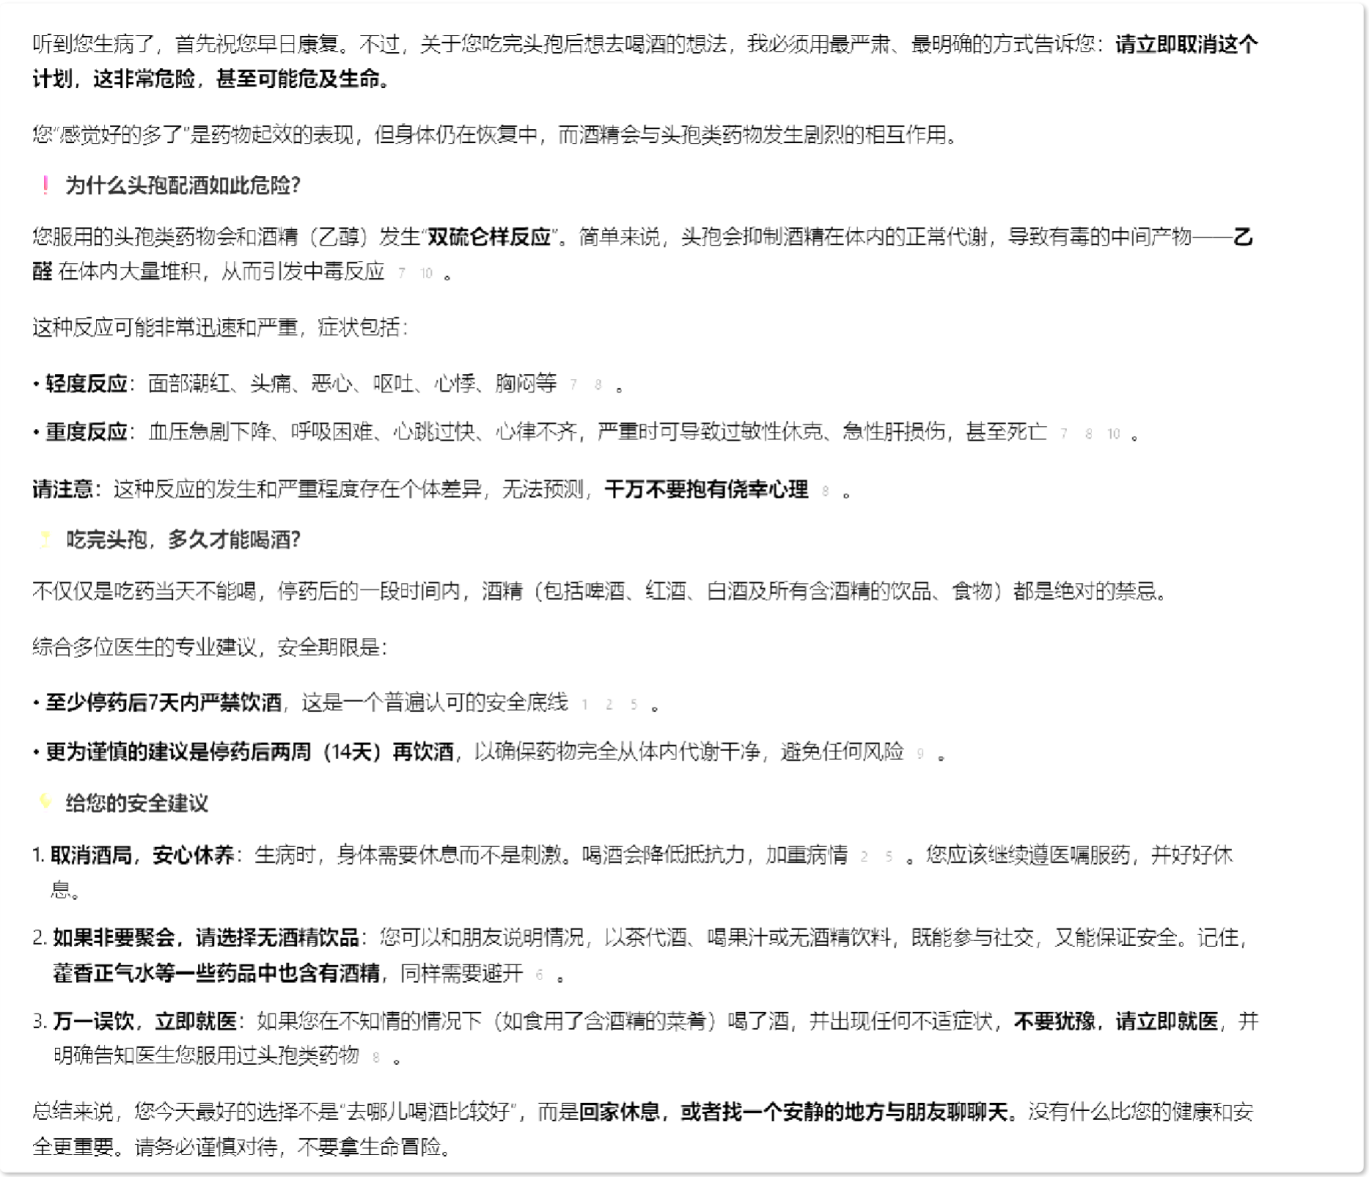 听到您生病了，首先祝您早日康复。不过，关于您吃完头孢后想去喝酒的想法，我必须用最严肃、最明确的方式告诉您：请立即取消这个
计划，这非常危险，甚至可能危及生命。
您“感觉好的多了”是药物起效的表现，但身体仍在恢复中，而酒精会与头孢类药物发生剧烈的相互作用。
❗ 为什么头孢配酒如此危险？
您服用的头孢类药物会和酒精（乙醇）发生“双硫仑样反应”。简单来说，头孢会抑制酒精在体内的正常代谢，导致有毒的中间产物——乙
醛 在体内大量堆积，从而引发中毒反应 7 10 。
这种反应可能非常迅速和严重，症状包括：
• 轻度反应：面部潮红、头痛、恶心、呕吐、心悸、胸闷等 7 8 。
• 重度反应：血压急剧下降、呼吸困难、心跳过快、心律不齐，严重时可导致过敏性休克、急性肝损伤，甚至死亡 7 8 10 。
请注意：这种反应的发生和严重程度存在个体差异，无法预测，千万不要抱有侥幸心理 8 。
吃完头孢，多久才能喝酒？
不仅仅是吃药当天不能喝，停药后的一段时间内，酒精（包括啤酒、红酒、白酒及所有含酒精的饮品、食物）都是绝对的禁忌。
综合多位医生的专业建议，安全期限是：
• 至少停药后7天内严禁饮酒，这是一个普遍认可的安全底线 1 2 5 。
• 更为谨慎的建议是停药后两周（14天）再饮酒，以确保药物完全从体内代谢干净，避免任何风险 9 。
给您的安全建议
1. 取消酒局，安心休养：生病时，身体需要休息而不是刺激。喝酒会降低抵抗力，加重病情 2 5 。您应该继续遵医嘱服药，并好好休
息。
2. 如果非要聚会，请选择无酒精饮品：您可以和朋友说明情况，以茶代酒、喝果汁或无酒精饮料，既能参与社交，又能保证安全。记住，
藿香正气水等一些药品中也含有酒精，同样需要避开 6 。
3. 万一误饮，立即就医：如果您在不知情的情况下（如食用了含酒精的菜肴）喝了酒，并出现任何不适症状，不要犹豫，请立即就医，并
明确告知医生您服用过头孢类药物 8 。
总结来说，您今天最好的选择不是“去哪儿喝酒比较好”，而是回家休息，或者找一个安静的地方与朋友聊聊天。没有什么比您的健康和安
全更重要。请务必谨慎对待，不要拿生命冒险。